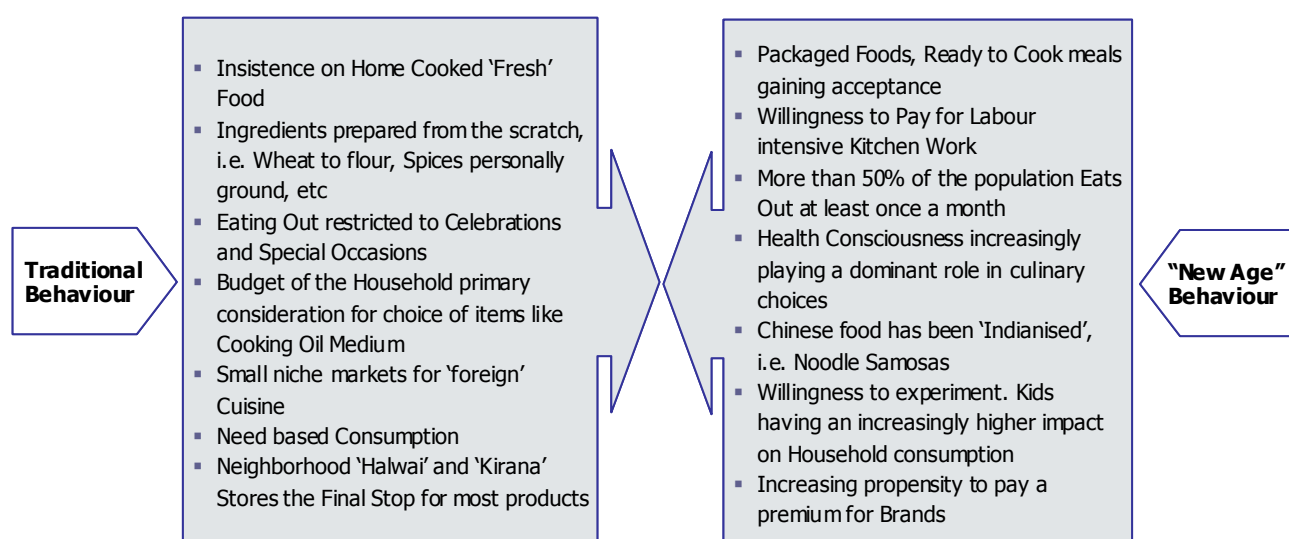 Traditional
Behaviour
▪ Insistence on Home Cooked ‘Fresh’
Food
▪ Ingredients prepared from the scratch,
i.e. Wheat to flour, Spices personally
ground, etc
▪ Eating Out restricted to Celebrations
and Special Occasions
▪ Budget of the Household primary
consideration for choice of items like
Cooking Oil Medium
▪ Small niche markets for ‘foreign’
Cuisine
▪ Need based Consumption
▪ Neighborhood ‘Halwai’ and ‘Kirana’
Stores the Final Stop for most products
▪ Packaged Foods, Ready to Cook meals
gaining acceptance
▪ Willingness to Pay for Labour
intensive Kitchen Work
▪ More than 50% of the population Eats
Out at least once a month
▪ Health Consciousness increasingly
playing a dominant role in culinary
choices
▪ Chinese food has been ‘Indianised’,
i.e. Noodle Samosas
▪ Willingness to experiment. Kids
having an increasingly higher impact
on Household consumption
▪ Increasing propensity to pay a
premium for Brands
“New Age”
Behaviour